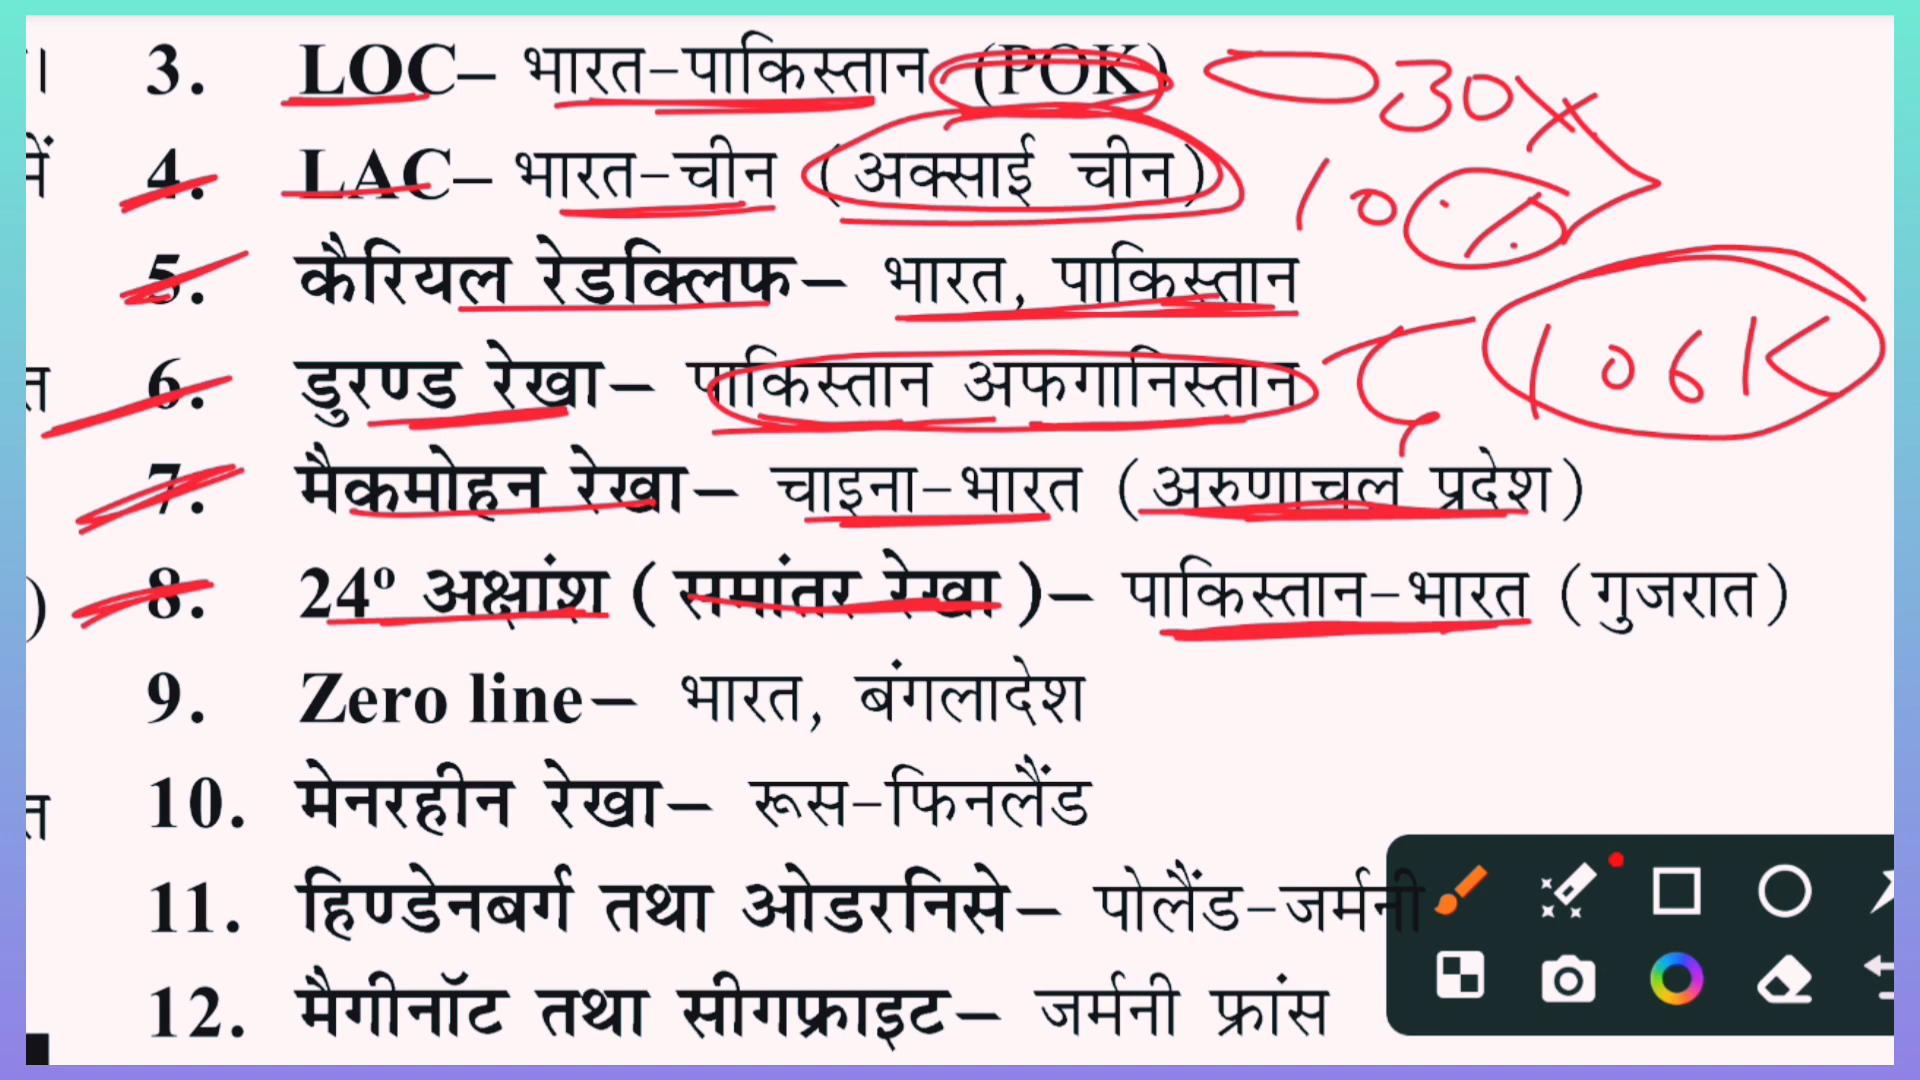 3. LOC– भारत-पाकिस्तान (POK) 30%
4. LAC– भारत-चीन (अक्साई चीन) 10%
5. कैरियल रेडक्लिफ– भारत, पाकिस्तान
6. डुरण्ड रेखा– पाकिस्तान अफगानिस्तान 106K
7. मैकमोहन रेखा– चाइना-भारत (अरुणाचल प्रदेश)
8. 24º अक्षांश (समांतर रेखा)– पाकिस्तान-भारत (गुजरात)
9. Zero line– भारत, बंगलादेश
10. मेनरहीन रेखा– रूस-फिनलैंड
11. हिण्डेनबर्ग तथा ओडरनिसे– पोलैंड-जर्मनी
12. मैगीनॉट तथा सीगफ्राइट– जर्मनी फ्रांस